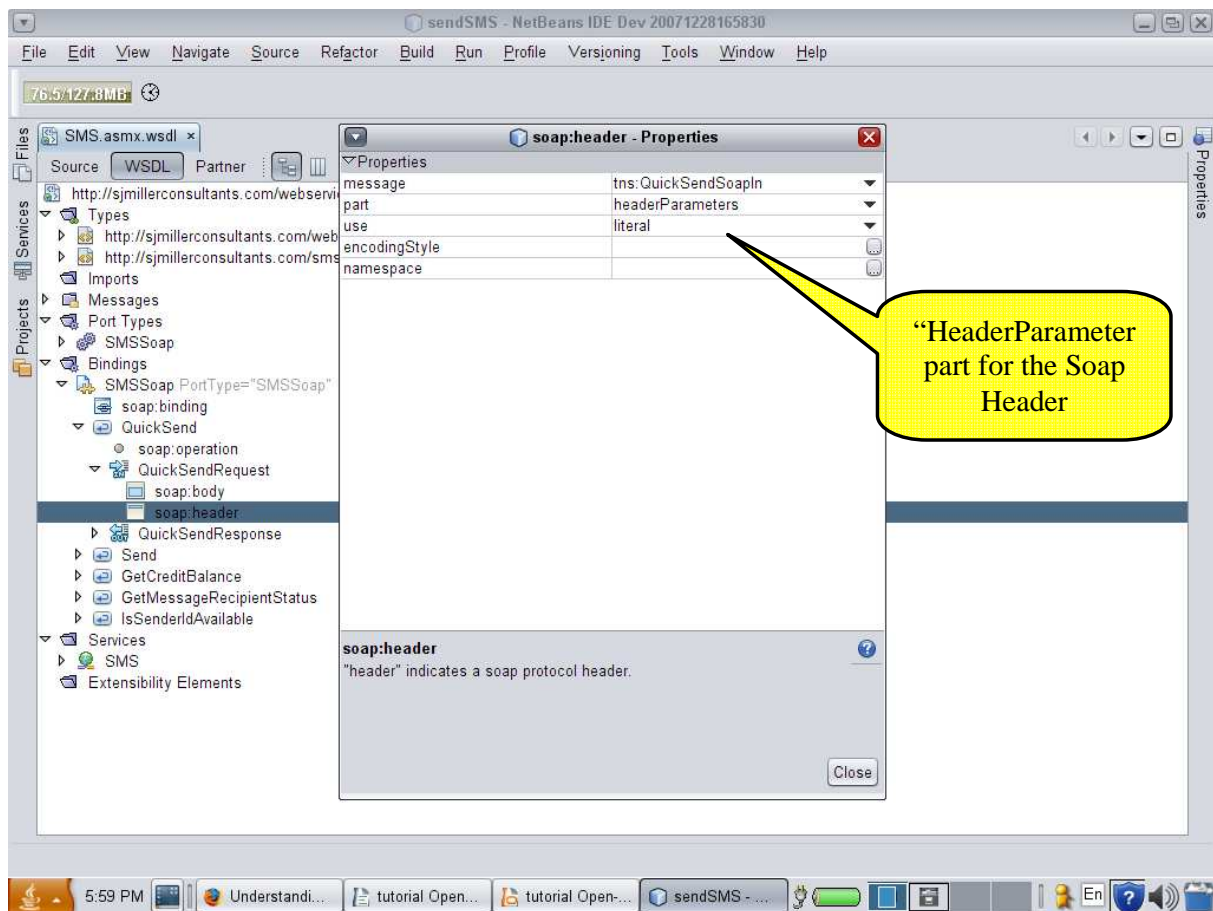 sendSMS - NetBeans IDE Dev 20071228165830
File Edit View Navigate Source Refactor Build Run Profile Versioning Tools Window Help
76.5/127.8MB
Files
Services
Projects
SMS.asmx.wsdl ×
Source WSDL Partner
http://sjmillerconsultants.com/webservi
Types
http://sjmillerconsultants.com/web
http://sjmillerconsultants.com/sms
Imports
Messages
Port Types
SMSSoap
Bindings
SMSSoap PortType="SMSSoap"
soap:binding
QuickSend
soap:operation
QuickSendRequest
soap:body
soap:header
QuickSendResponse
Send
GetCreditBalance
GetMessageRecipientStatus
IsSenderIdAvailable
Services
SMS
Extensibility Elements
soap:header - Properties
Properties
message tns:QuickSendSoapIn
part headerParameters
use literal
encodingStyle
namespace
soap:header
"header" indicates a soap protocol header.
Close
“HeaderParameter
part for the Soap
Header
Properties
5:59 PM Understandi... tutorial Open... tutorial Open-... sendSMS - ... En